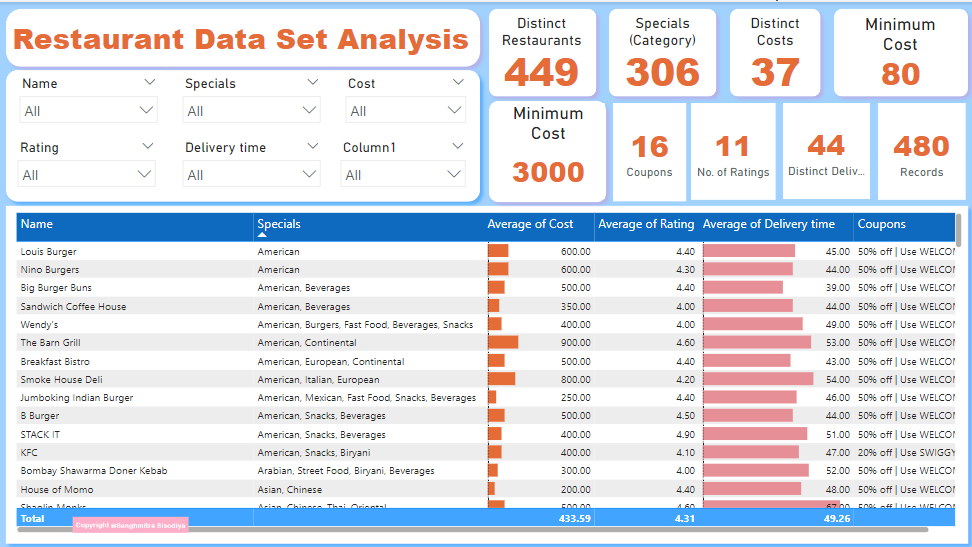 Restaurant Data Set Analysis
Distinct
Restaurants
449
Specials
(Category)
306
Distinct
Costs
37
Minimum
Cost
80
Name
Specials
Cost
All
All
All
Rating
Delivery time
Column1
All
All
All
Minimum
Cost
3000
16
Coupons
11
No. of Ratings
44
Distinct Deliv...
480
Records
Name Specials Average of Cost Average of Rating Average of Delivery time Coupons
Louis Burger American 600.00 4.40 45.00 50% off | Use WELCO
Nino Burgers American 600.00 4.30 44.00 50% off | Use WELCO
Big Burger Buns American, Beverages 500.00 4.40 39.00 50% off | Use WELCO
Sandwich Coffee House American, Beverages 350.00 4.00 44.00 50% off | Use WELCO
Wendy's American, Burgers, Fast Food, Beverages, Snacks 400.00 4.00 49.00 50% off | Use WELCO
The Barn Grill American, Continental 900.00 4.60 53.00 50% off | Use WELCO
Breakfast Bistro American, European, Continental 500.00 4.40 43.00 50% off | Use WELCO
Smoke House Deli American, Italian, European 800.00 4.20 54.00 50% off | Use WELCO
Jumboking Indian Burger American, Mexican, Fast Food, Snacks, Beverages 250.00 4.40 46.00 50% off | Use WELCO
B Burger American, Snacks, Beverages 500.00 4.50 44.00 50% off | Use WELCO
STACK IT American, Snacks, Beverages 400.00 4.90 51.00 50% off | Use WELCO
KFC American, Snacks, Biryani 400.00 4.10 47.00 20% off | Use SWIGGY
Bombay Shawarma Doner Kebab Arabian, Street Food, Biryani, Beverages 300.00 4.00 52.00 50% off | Use WELCO
House of Momo Asian, Chinese 200.00 4.40 48.00 50% off | Use WELCO
Shaolin Monks Asian, Chinese, Thai, Oriental 500.00 4.60 67.00 50% off | Use WELCO
Total 433.59 4.31 49.26
Copyright @Sanghmitra Sisodiya